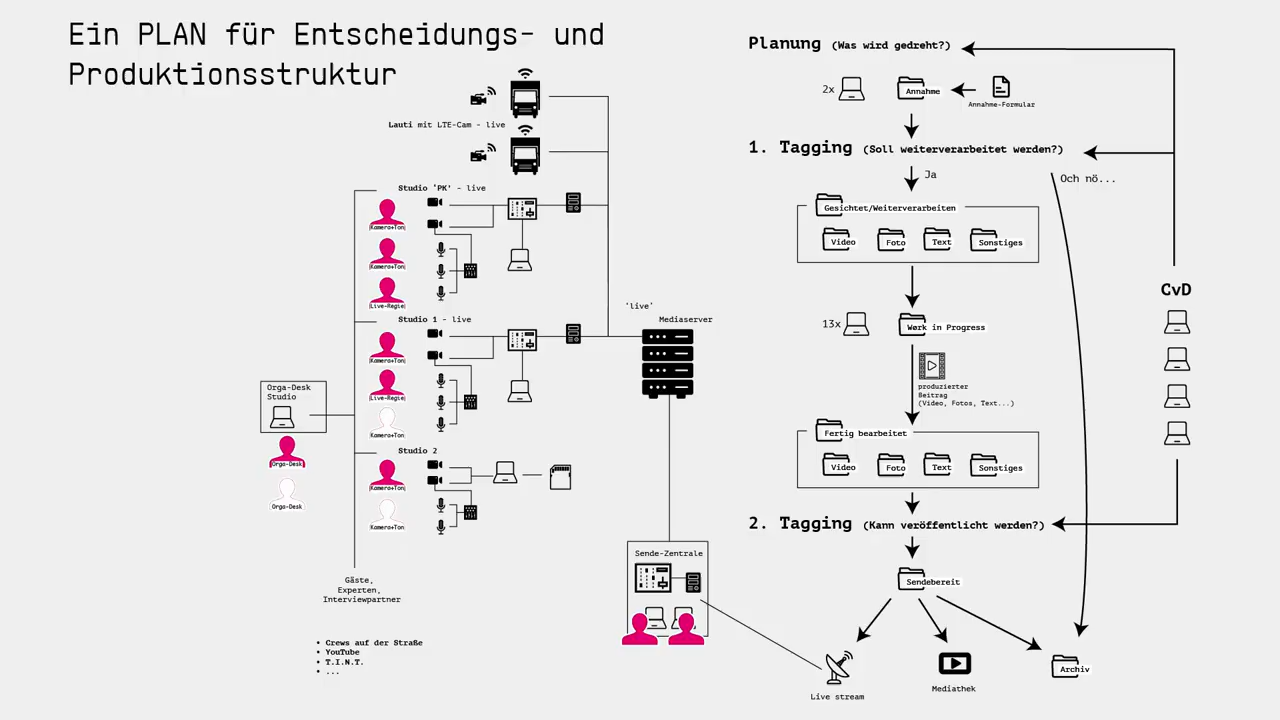 Ein PLAN für Entscheidungs- und
Produktionsstruktur
Lauti mit LTE-Cam - live
Studio 'PK' - live
Kamera+Ton
Kamera+Ton
Live-Regie
Studio 1 - live
Kamera+Ton
Live-Regie
Kamera+Ton
Orga-Desk
Studio
Orga-Desk
Orga-Desk
Studio 2
Kamera+Ton
Kamera+Ton
Gäste,
Experten,
Interviewpartner
• Crews auf der Straße
• YouTube
• T.I.N.T.
• ...
'live'
Mediaserver
Sende-Zentrale
Planung (Was wird gedreht?)
2x
Annahme
Annahme-Formular
1. Tagging (Soll weiterverarbeitet werden?)
Ja
Och nö...
Gesichtet/Weiterverarbeiten
Video
Foto
Text
Sonstiges
13x
Work in Progress
produzierter
Beitrag
(Video, Fotos, Text...)
Fertig bearbeitet
Video
Foto
Text
Sonstiges
2. Tagging (Kann veröffentlicht werden?)
Sendebereit
Live stream
Mediathek
Archiv
CvD